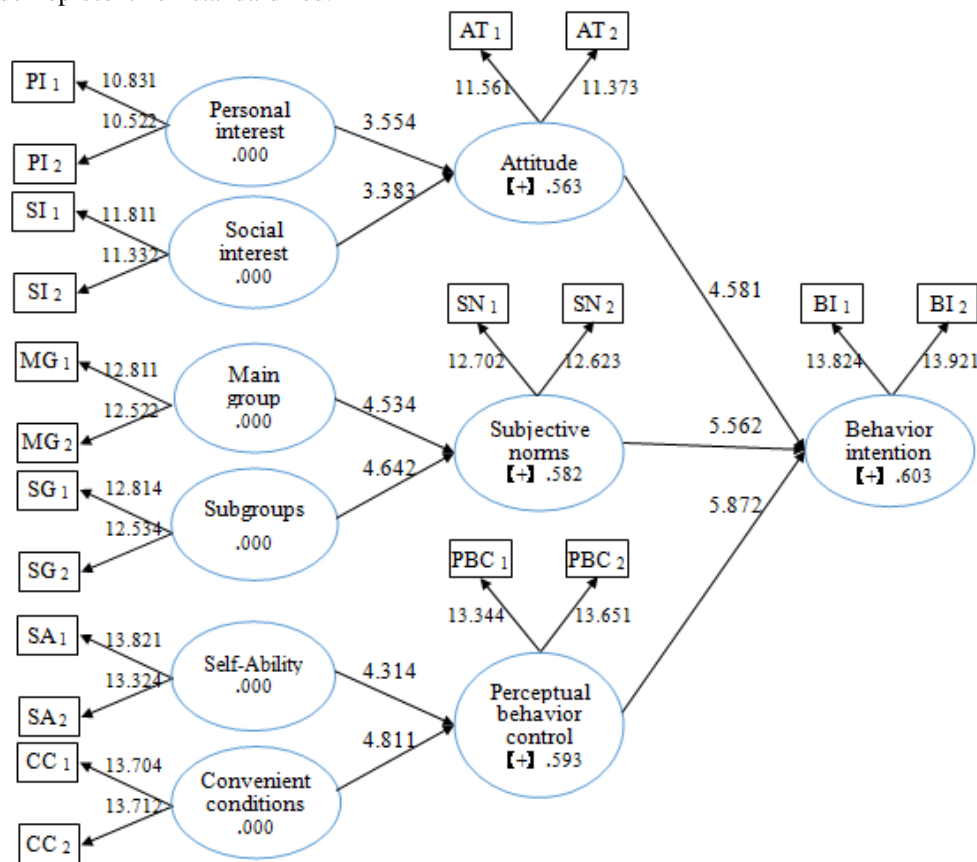 AT 1
AT 2
11.561
11.373
PI 1
10.831
10.522
PI 2
Personal
interest
.000
3.554
Attitude
【+】 .563
SI 1
11.811
11.332
SI 2
Social
interest
.000
3.383
4.581
SN 1
SN 2
12.702
12.623
BI 1
BI 2
13.824
13.921
MG 1
12.811
12.522
MG 2
Main
group
.000
4.534
Subjective
norms
【+】 .582
5.562
Behavior
intention
【+】 .603
SG 1
12.814
12.534
SG 2
Subgroups
.000
4.642
5.872
PBC 1
PBC 2
13.344
13.651
SA 1
13.821
13.324
SA 2
Self-Ability
.000
4.314
Perceptual
behavior
control
【+】 .593
CC 1
13.704
13.712
CC 2
Convenient
conditions
.000
4.811